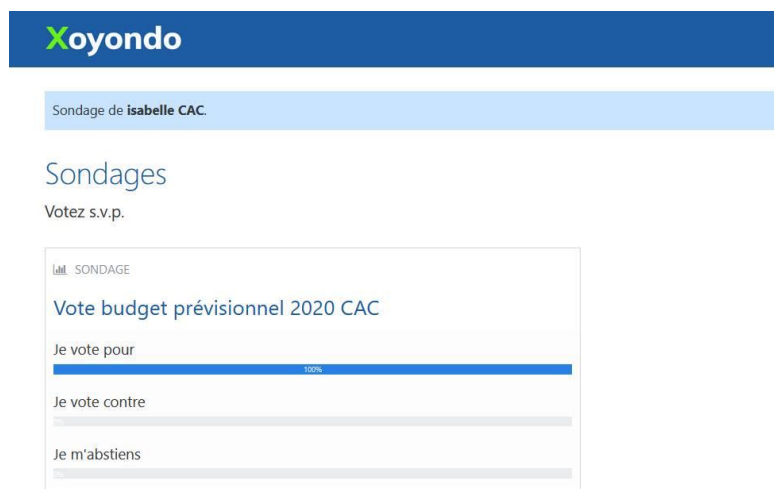 Xoyondo
Sondage de isabelle CAC.
Sondages
Votez s.v.p.
SONDAGE
Vote budget prévisionnel 2020 CAC
Je vote pour
100%
Je vote contre
Je m'abstiens